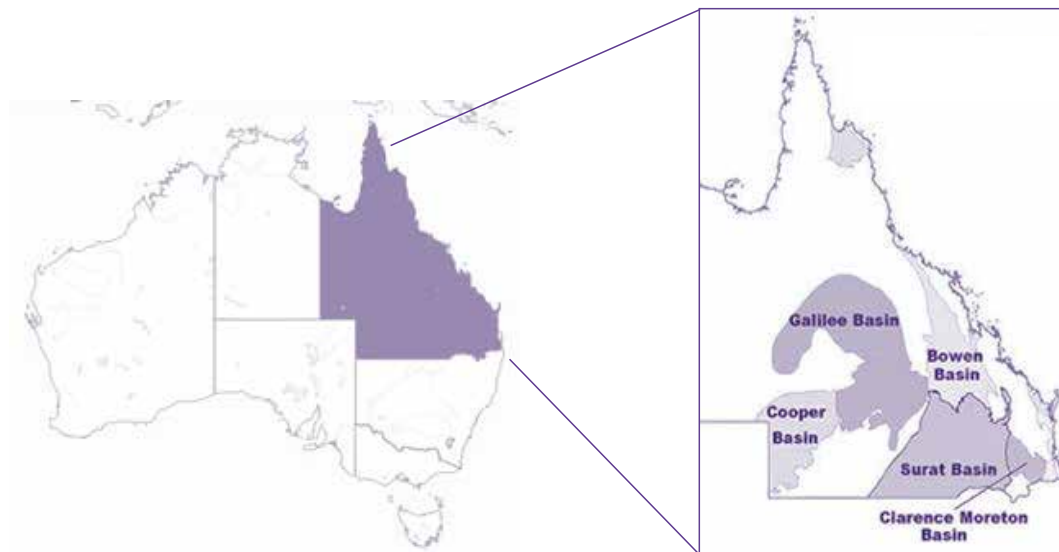 Galilee Basin
Bowen
Basin
Cooper
Basin
Surat Basin
Clarence Moreton
Basin